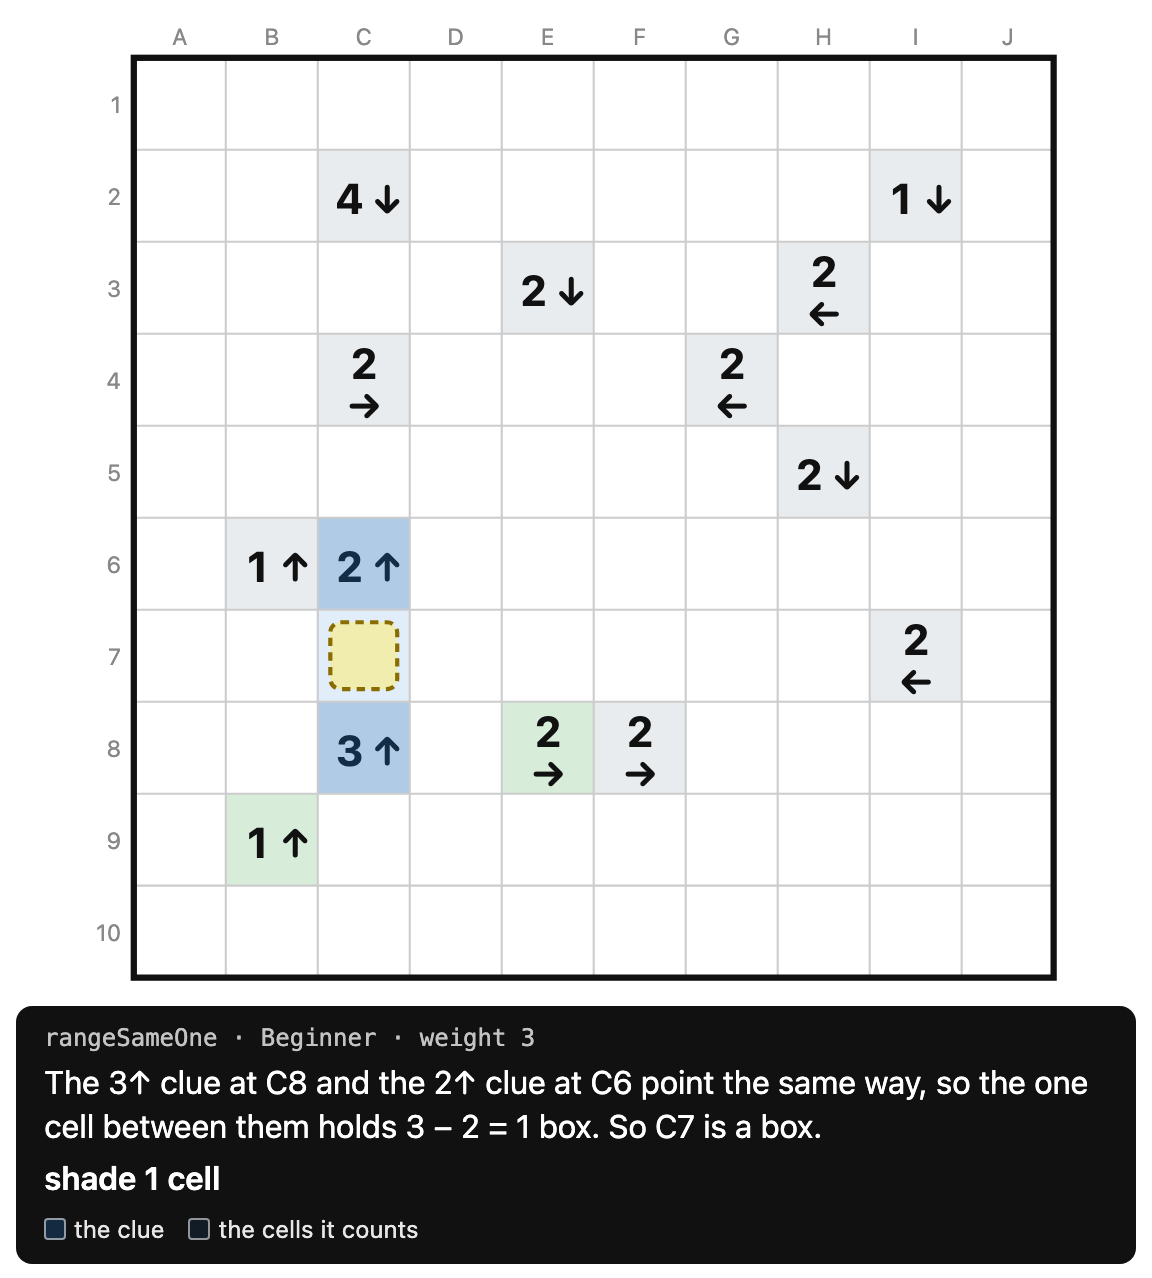 A B C D E F G H I J
1
2 4 ↓ 1 ↓
3 2 ↓ 2 ←
4 2 → 2 ←
5 2 ↓
6 1 ↑ 2 ↑
7 2 ←
8 3 ↑ 2 → 2 →
9 1 ↑
10
rangeSameOne · Beginner · weight 3
The 3↑ clue at C8 and the 2↑ clue at C6 point the same way, so the one
cell between them holds 3 − 2 = 1 box. So C7 is a box.
shade 1 cell
the clue the cells it counts